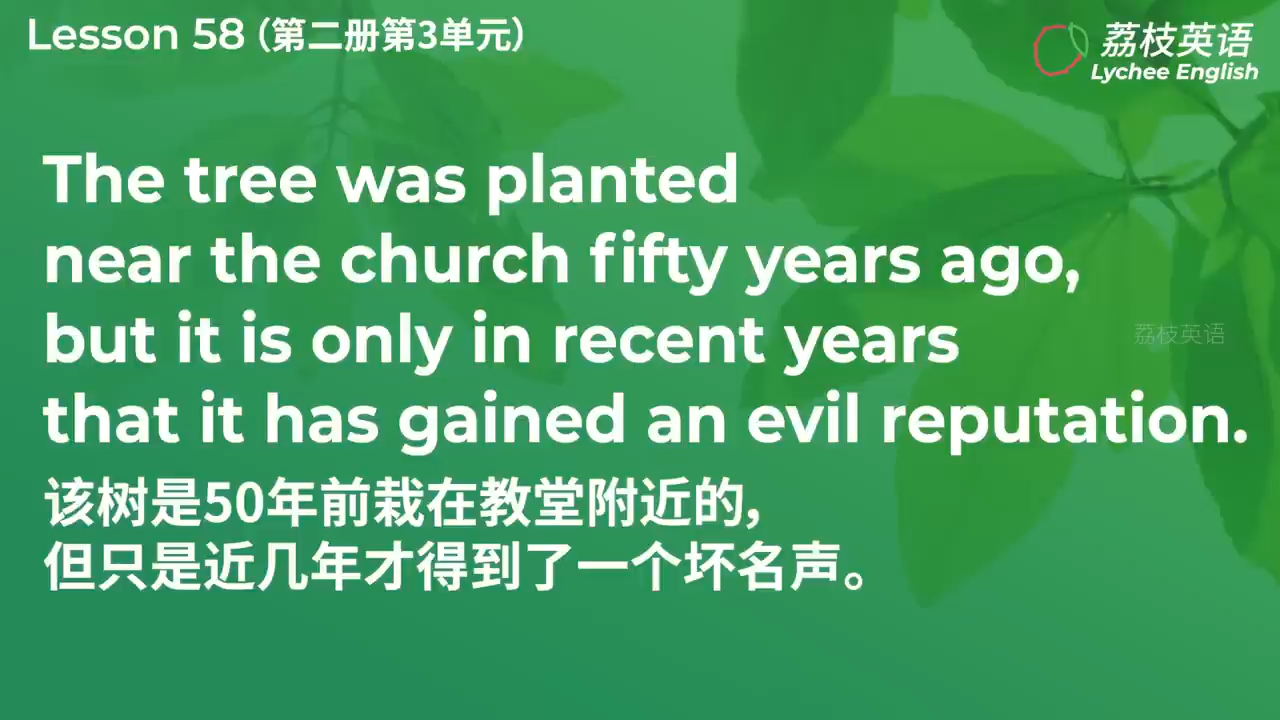 Lesson 58（第二册第3单元）
荔枝英语
Lychee English
The tree was planted
near the church fifty years ago,
but it is only in recent years
荔枝英语
that it has gained an evil reputation.
该树是50年前栽在教堂附近的,
但只是近几年才得到了一个坏名声。